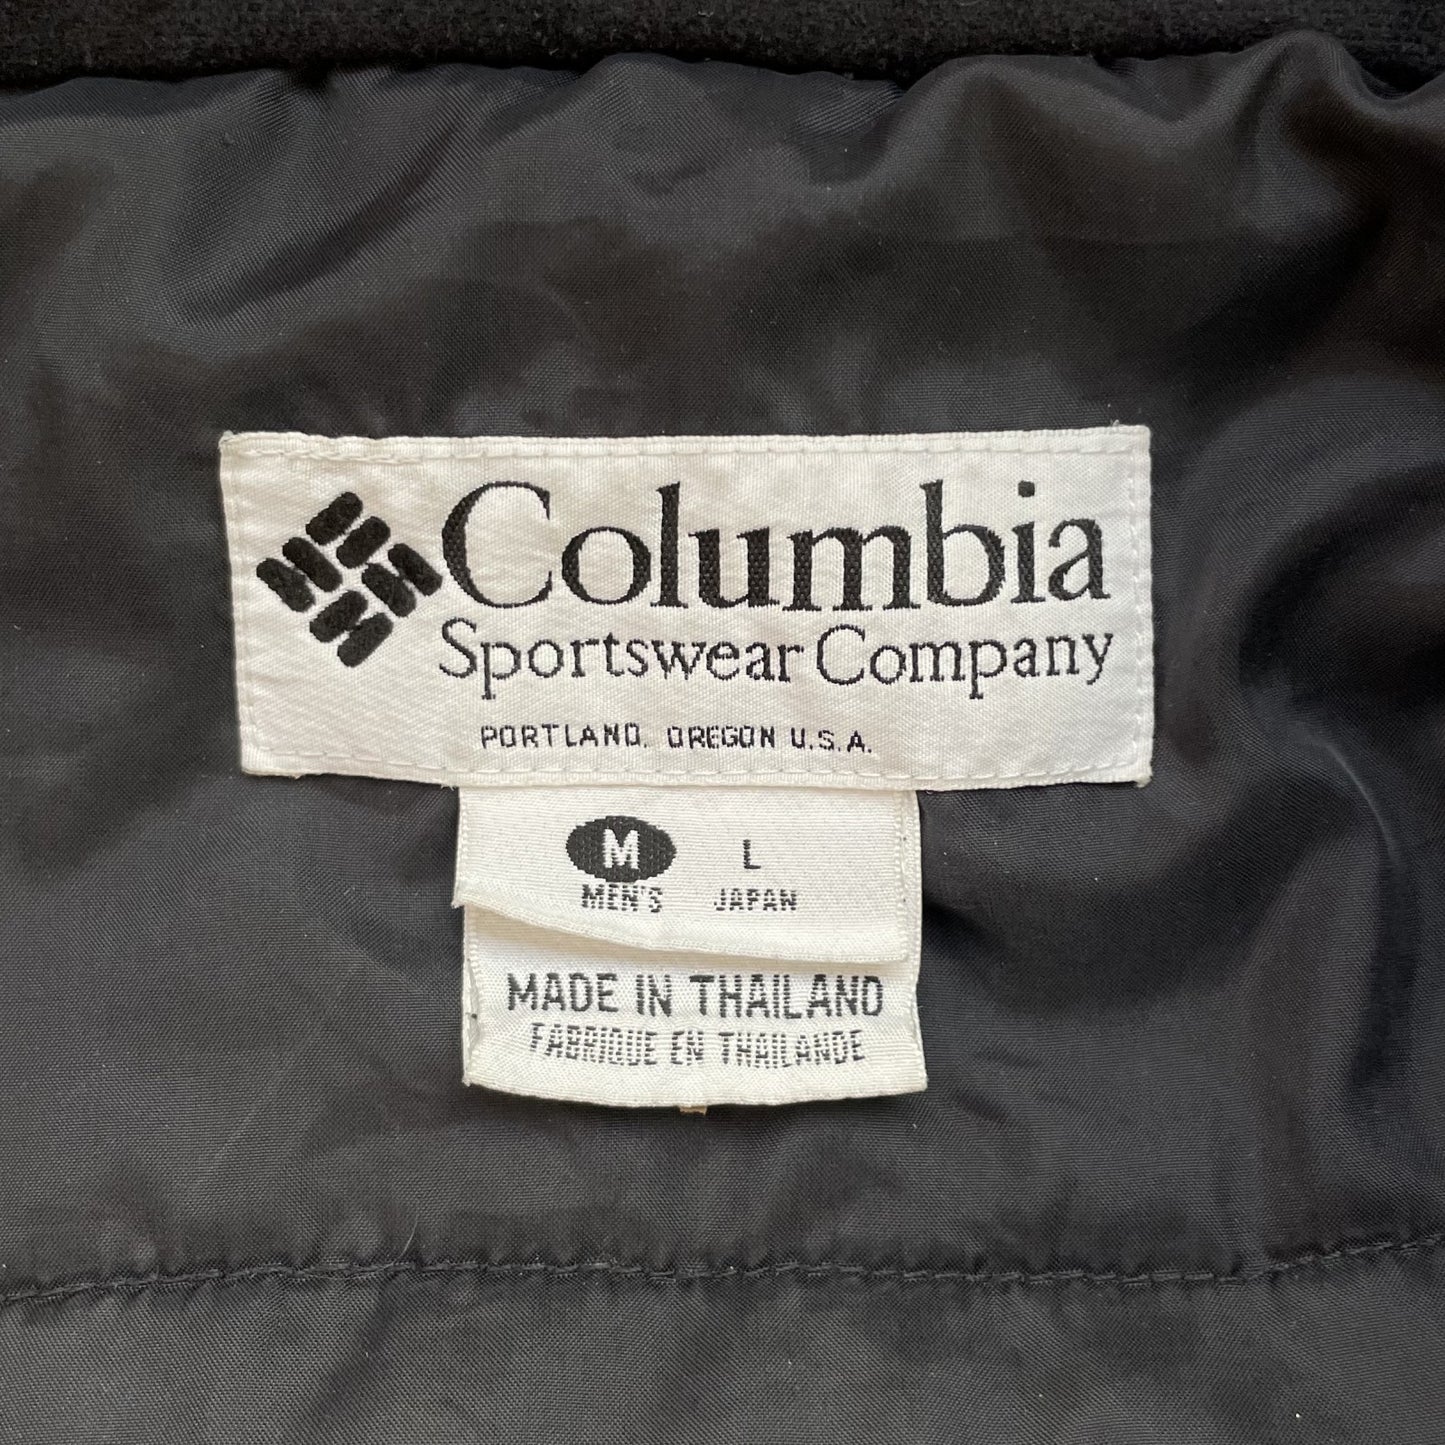 Columbia
Sportswear Company
PORTLAND, OREGON U.S.A.
M L
MEN'S JAPAN
MADE IN THAILAND
FABRIQUE EN THAILANDE